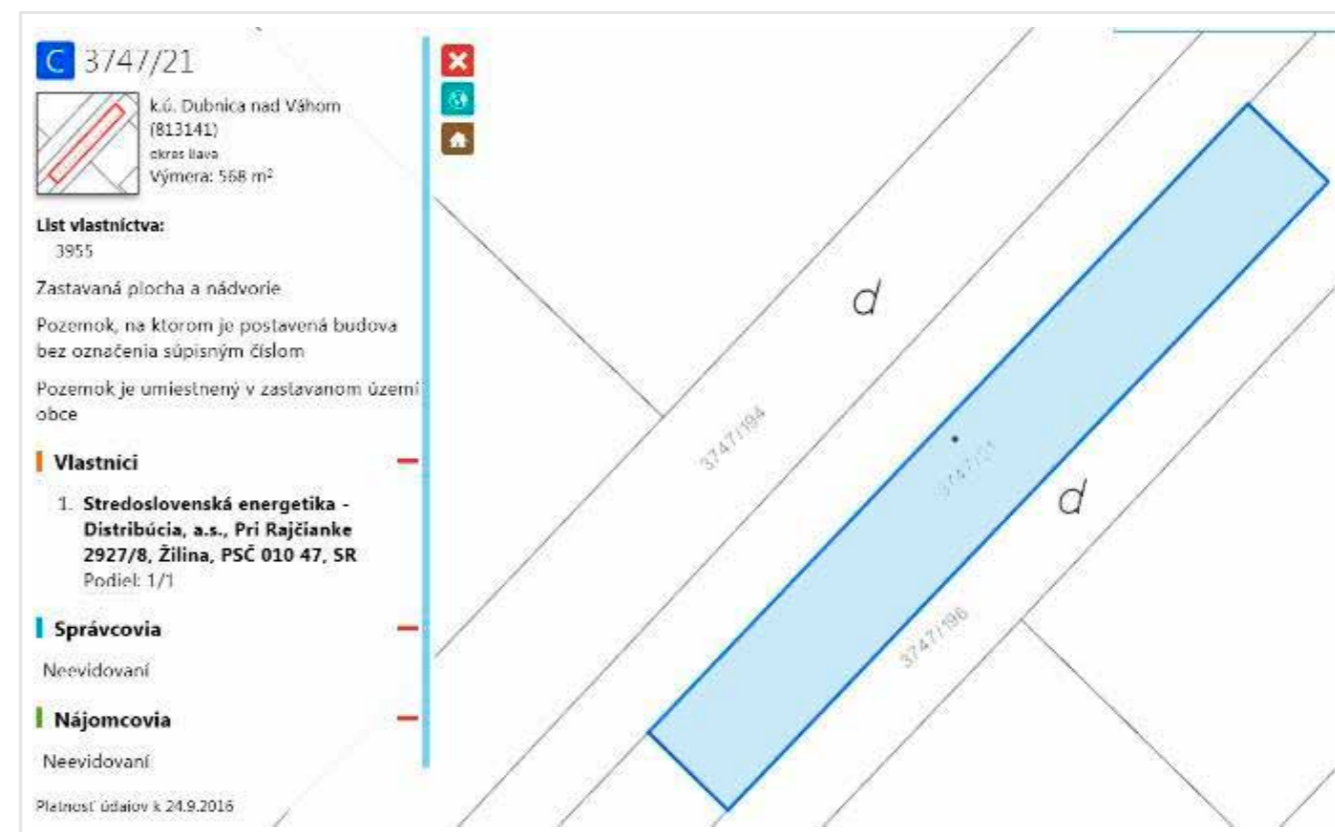 C 3747/21
k.ú. Dubnica nad Váhom
(813141)
okres Ilava
Výmera: 568 m²
List vlastníctva:
3955
Zastavaná plocha a nádvorie
Pozemok, na ktorom je postavená budova
bez označenia súpisným číslom
Pozemok je umiestnený v zastavanom území
obce
Vlastníci
1. Stredoslovenská energetika -
Distribúcia, a.s., Pri Rajčianke
2927/8, Žilina, PSČ 010 47, SR
Podiel: 1/1
Správcovia
Neevidovaní
Nájomcovia
Neevidovaní
Platnosť údajov k 24.9.2016
d
3747/194
3747/21
d
3747/196